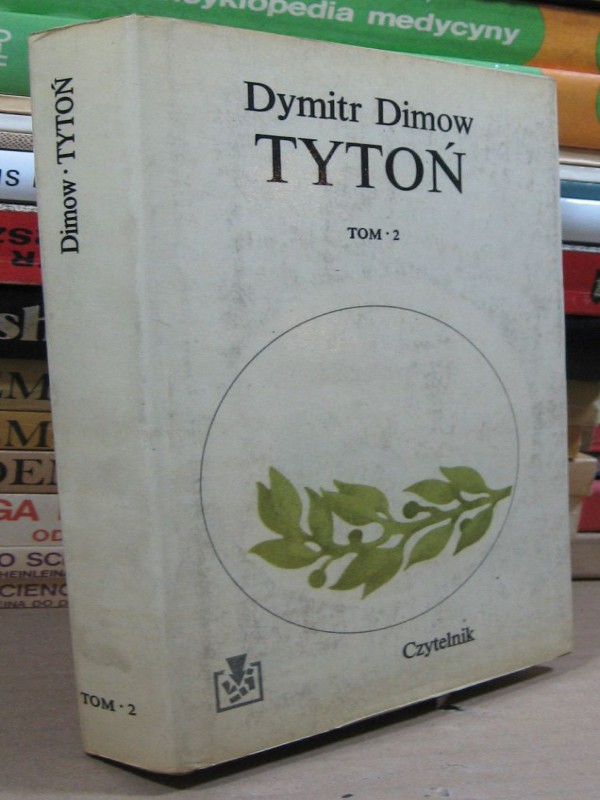 encyklopedia medycyny
Dymitr Dimow
TYTOŃ
TOM · 2
Czytelnik
Dimow · TYTOŃ
TOM · 2